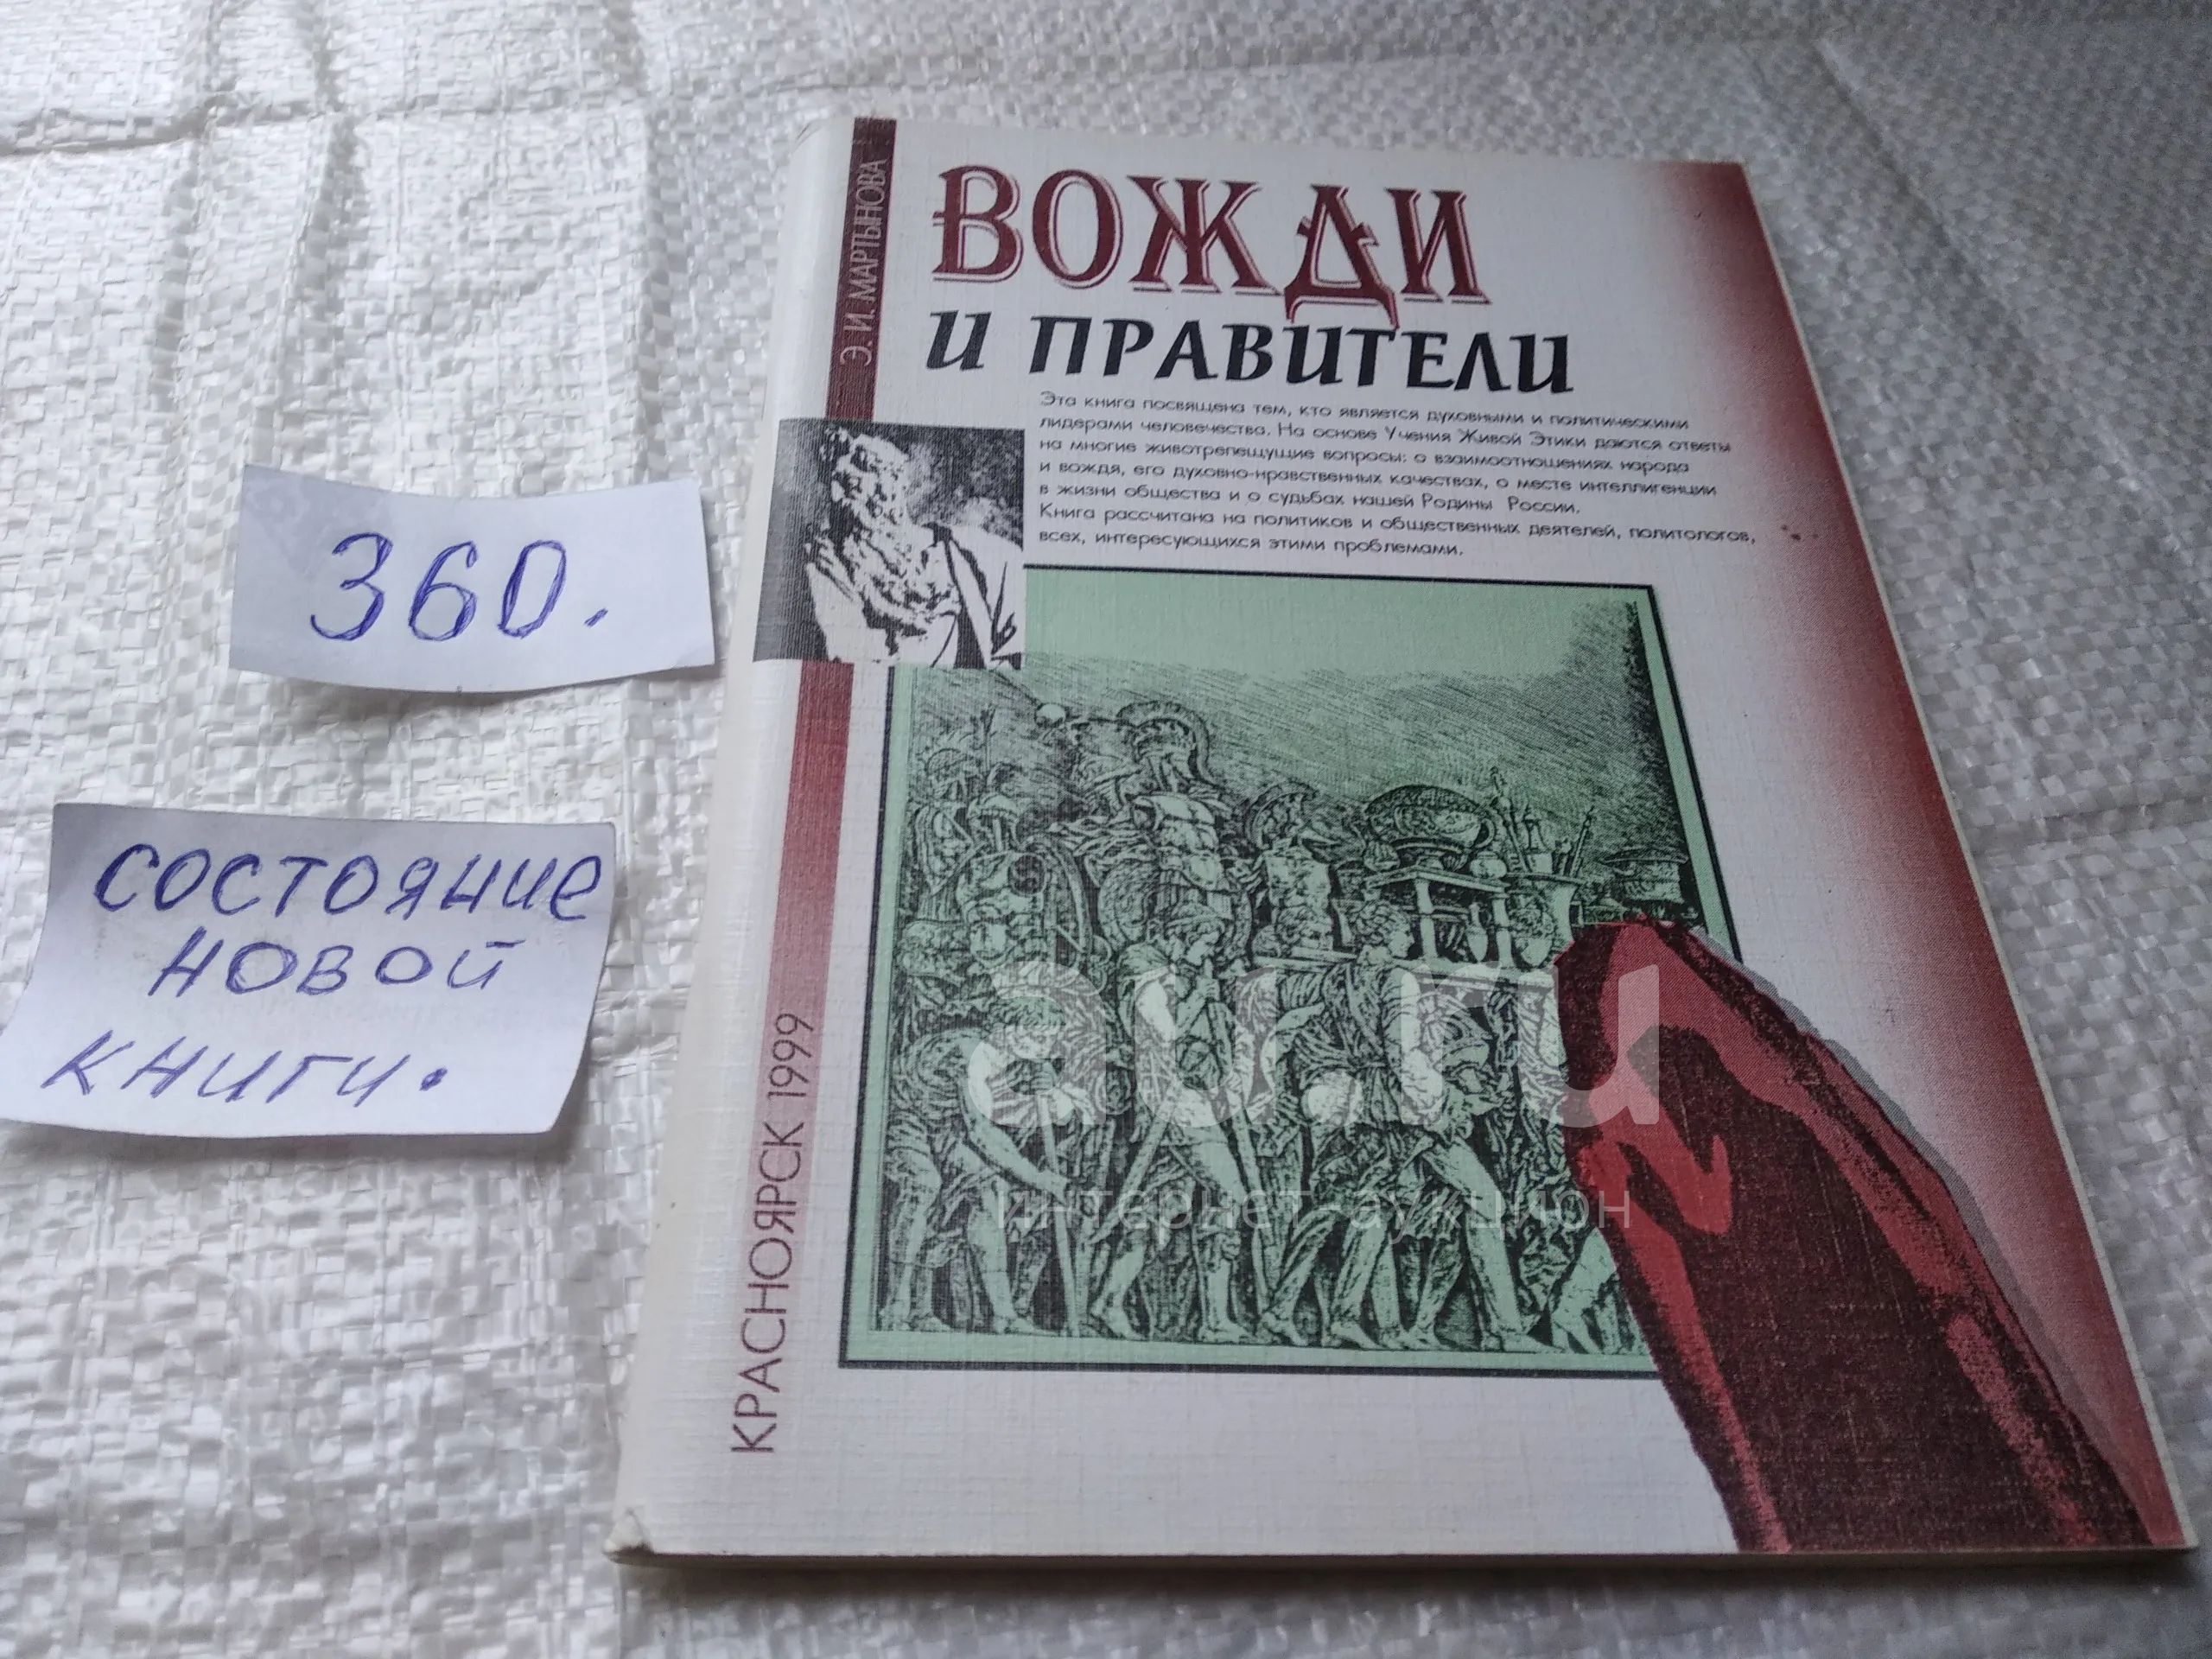 Э. И. МАРТЫНОВА
ВОЖДИ
И ПРАВИТЕЛИ
Эта книга посвящена тем, кто является духовными и политическими
лидерами человечества. На основе Учения Живой Этики даются ответы
на многие животрепещущие вопросы: о взаимоотношениях народа
и вождя, его духовно-нравственных качествах, о месте интеллигенции
в жизни общества и о судьбах нашей Родины России.
Книга рассчитана на политиков и общественных деятелей, политологов,
всех, интересующихся этими проблемами.
360.
состояние
новой
книги.
КРАСНОЯРСК 1999
au.ru
интернет-аукцион